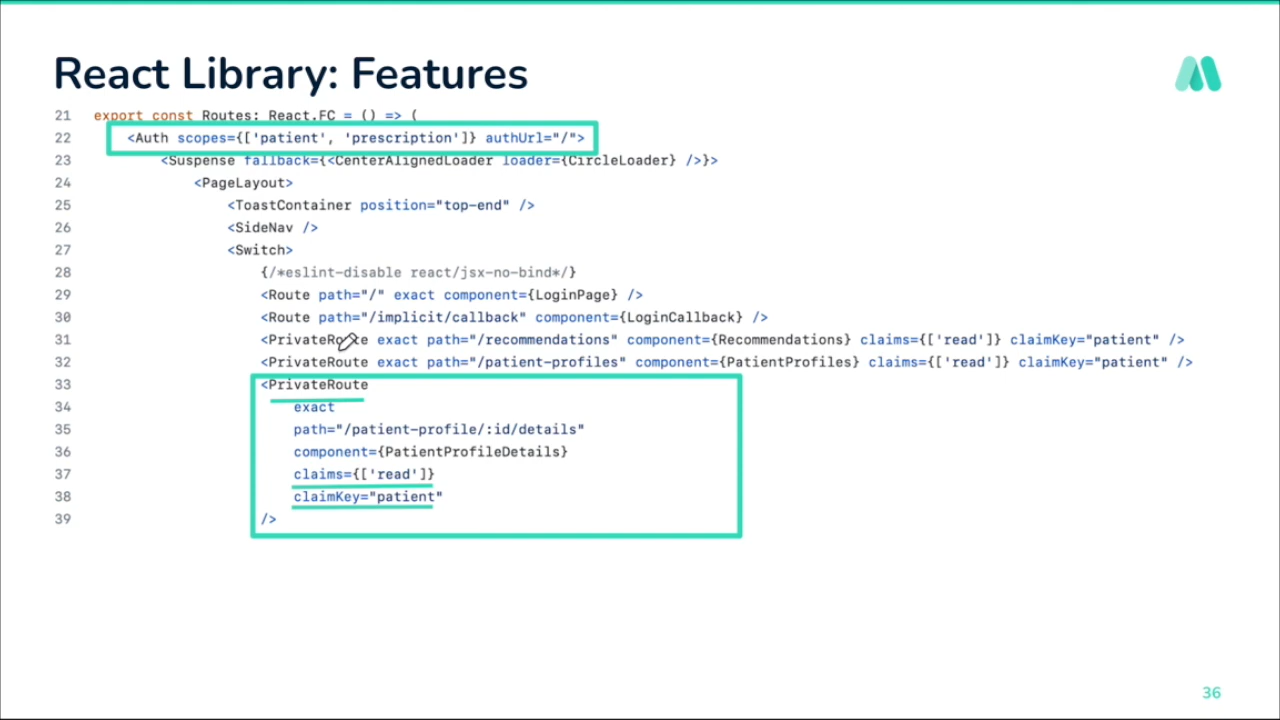 React Library: Features
21 export const Routes: React.FC = () => (
22 <Auth scopes={['patient', 'prescription']} authUrl="/">
23 <Suspense fallback={<CenterAlignedLoader loader={CircleLoader} />}>
24 <PageLayout>
25 <ToastContainer position="top-end" />
26 <SideNav />
27 <Switch>
28 {/*eslint-disable react/jsx-no-bind*/}
29 <Route path="/" exact component={LoginPage} />
30 <Route path="/implicit/callback" component={LoginCallback} />
31 <PrivateRoute exact path="/recommendations" component={Recommendations} claims={['read']} claimKey="patient" />
32 <PrivateRoute exact path="/patient-profiles" component={PatientProfiles} claims={['read']} claimKey="patient" />
33 <PrivateRoute
34 exact
35 path="/patient-profile/:id/details"
36 component={PatientProfileDetails}
37 claims={['read']}
38 claimKey="patient"
39 />
36